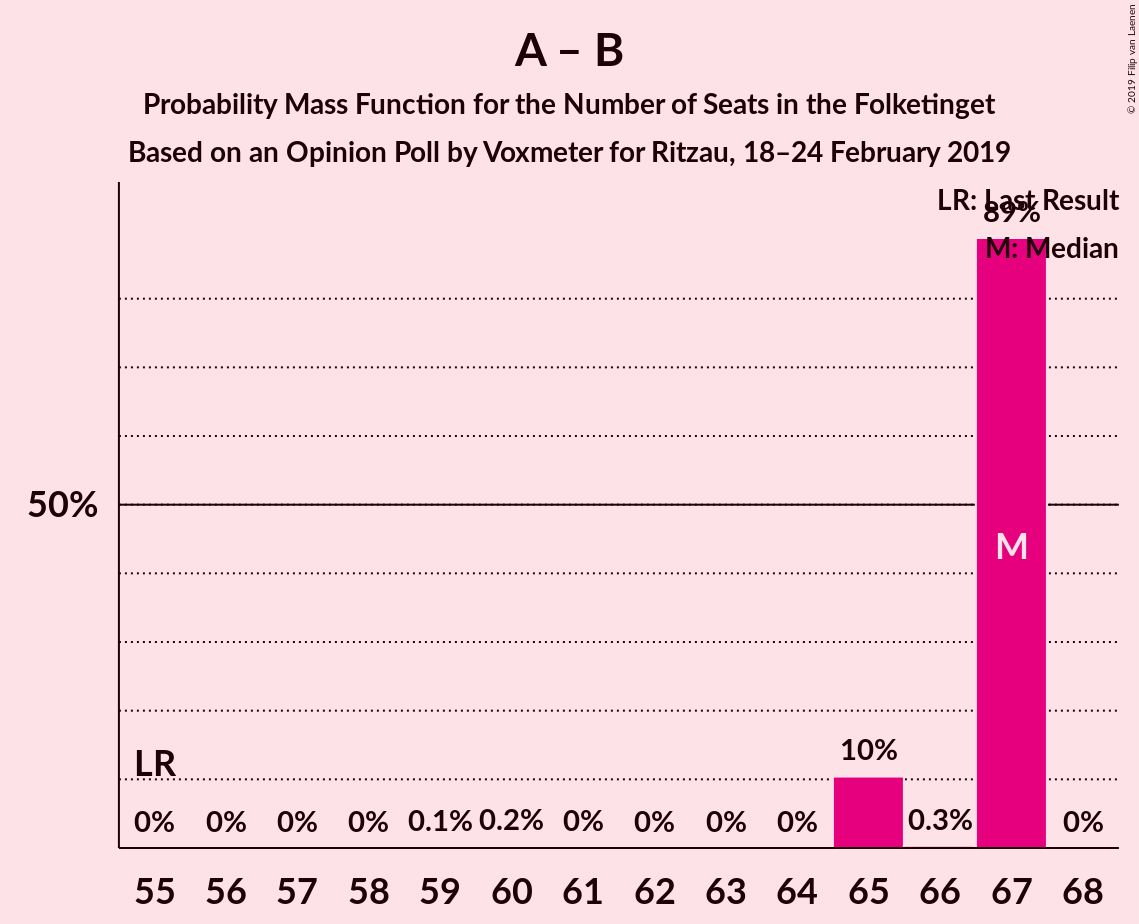 A – B
Probability Mass Function for the Number of Seats in the Folketinget
Based on an Opinion Poll by Voxmeter for Ritzau, 18–24 February 2019
© 2019 Filip van Laenen
LR: Last Result
89%
M: Median
50%
M
LR
10%
0% 0% 0% 0% 0.1% 0.2% 0% 0% 0% 0% 0.3% 0%
55 56 57 58 59 60 61 62 63 64 65 66 67 68